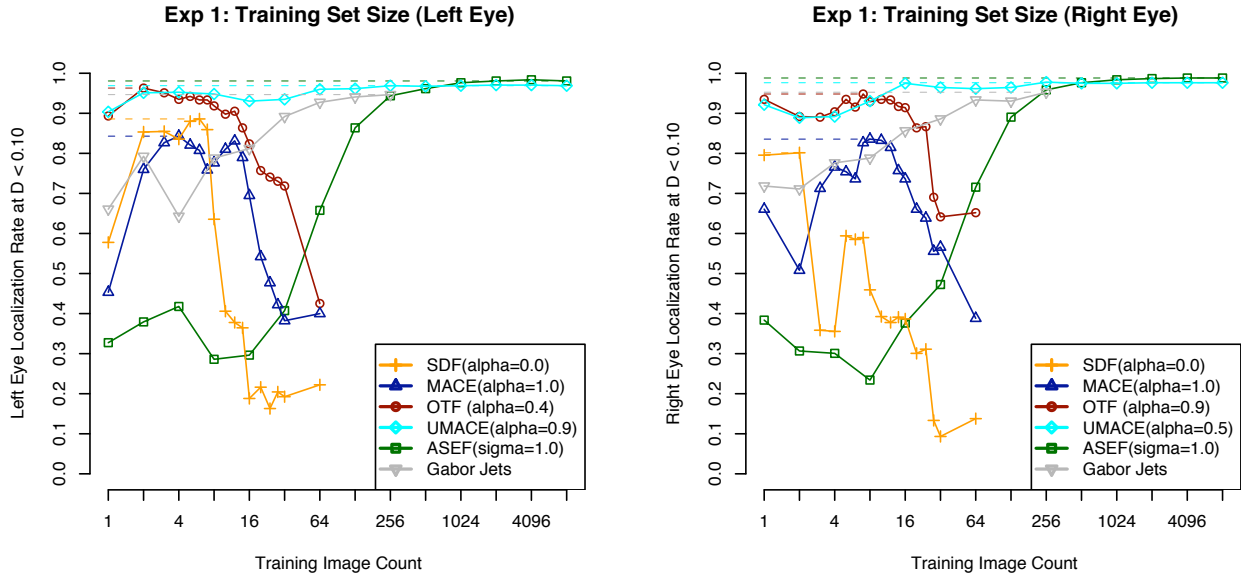 Exp 1: Training Set Size (Left Eye)
Left Eye Localization Rate at D < 0.10
1.0
0.9
0.8
0.7
0.6
0.5
0.4
0.3
0.2
0.1
0.0
SDF(alpha=0.0)
MACE(alpha=1.0)
OTF (alpha=0.4)
UMACE(alpha=0.9)
ASEF(sigma=1.0)
Gabor Jets
1 4 16 64 256 1024 4096
Training Image Count
Exp 1: Training Set Size (Right Eye)
Right Eye Localization Rate at D < 0.10
1.0
0.9
0.8
0.7
0.6
0.5
0.4
0.3
0.2
0.1
0.0
SDF(alpha=0.0)
MACE(alpha=1.0)
OTF (alpha=0.9)
UMACE(alpha=0.5)
ASEF(sigma=1.0)
Gabor Jets
1 4 16 64 256 1024 4096
Training Image Count